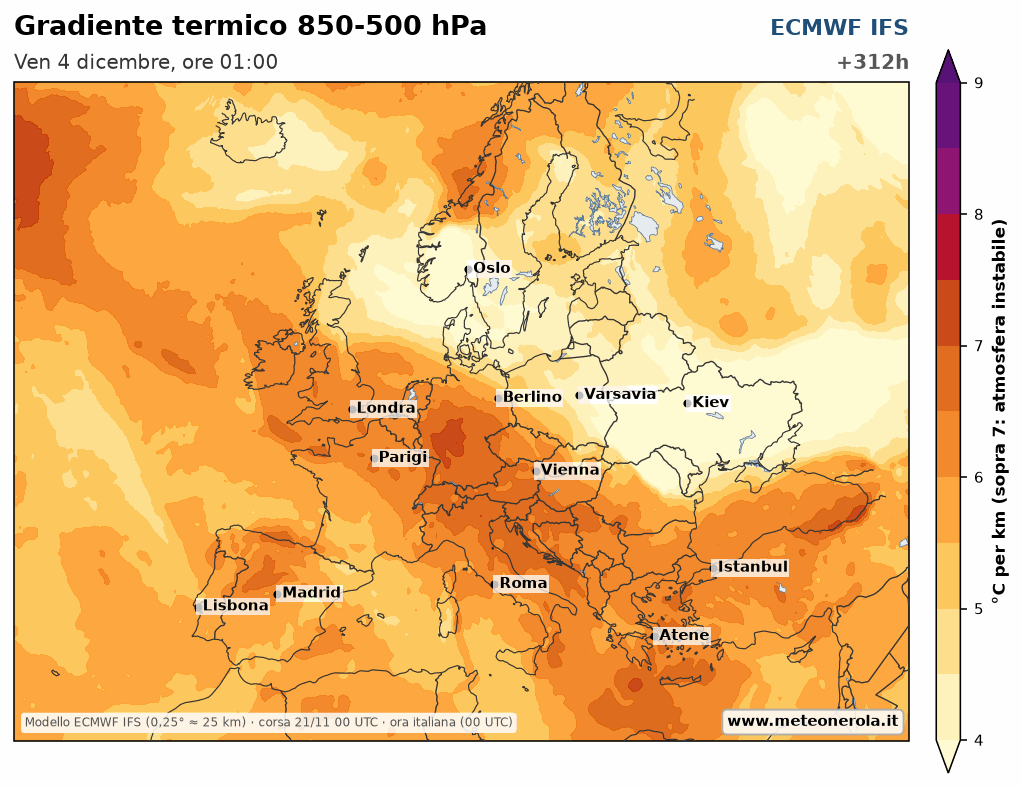 Gradiente termico 850-500 hPa
ECMWF IFS
Ven 4 dicembre, ore 01:00
+312h
Oslo
Berlino
Varsavia
Kiev
Londra
Parigi
Vienna
Istanbul
Roma
Madrid
Lisbona
Atene
Modello ECMWF IFS (0,25° ≈ 25 km) · corsa 21/11 00 UTC · ora italiana (00 UTC)
www.meteonerola.it
9
8
7
6
5
4
°C per km (sopra 7: atmosfera instabile)